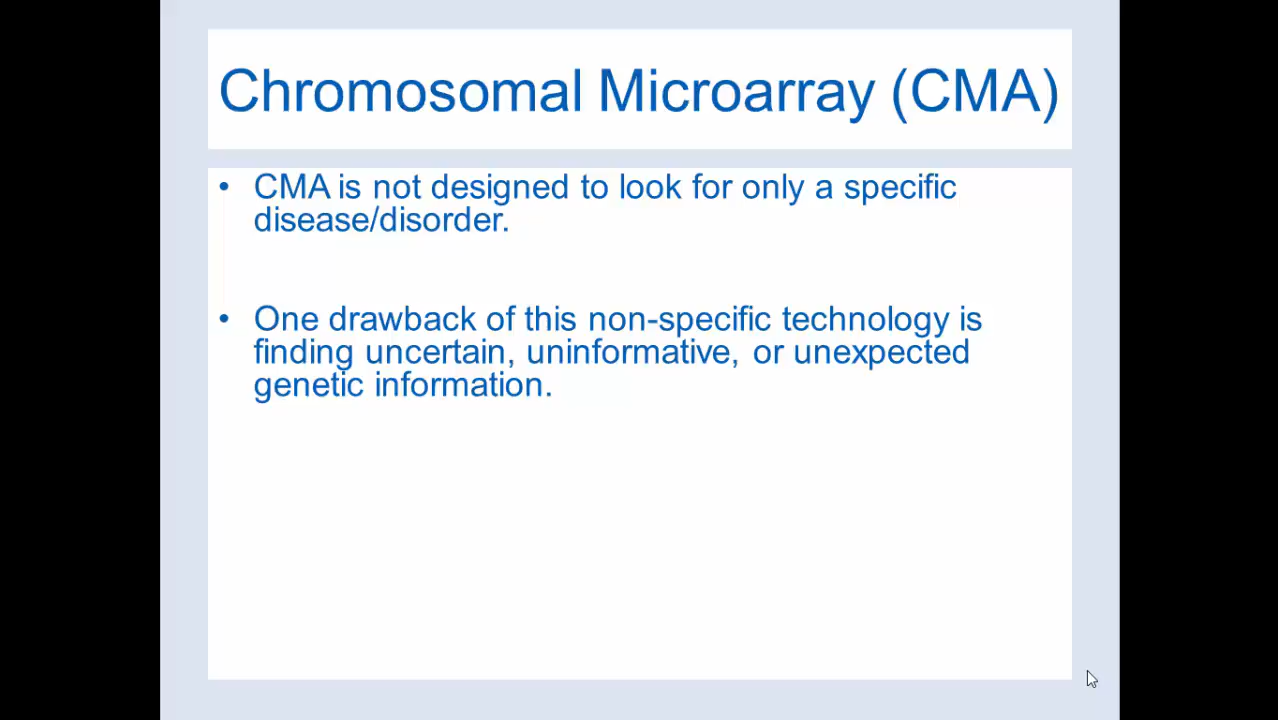 Chromosomal Microarray (CMA)
• CMA is not designed to look for only a specific
disease/disorder.
• One drawback of this non-specific technology is
finding uncertain, uninformative, or unexpected
genetic information.